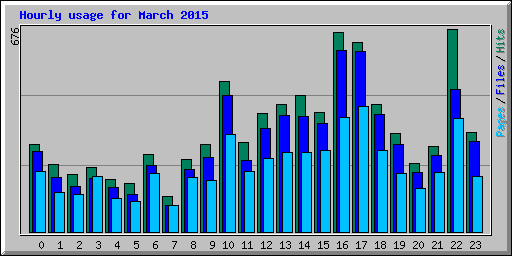 Hourly usage for March 2015
676
Pages / Files / Hits
0 1 2 3 4 5 6 7 8 9 10 11 12 13 14 15 16 17 18 19 20 21 22 23